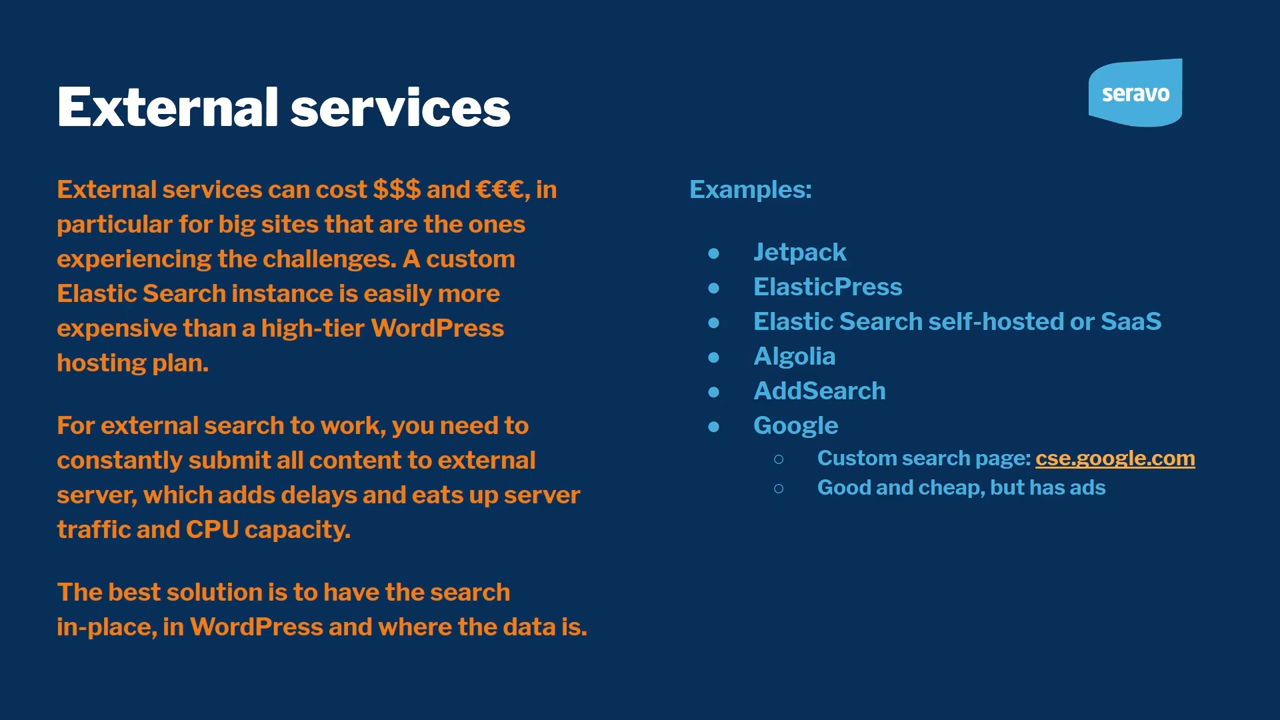 External services
seravo
External services can cost $$$ and €€€, in
particular for big sites that are the ones
experiencing the challenges. A custom
Elastic Search instance is easily more
expensive than a high-tier WordPress
hosting plan.
For external search to work, you need to
constantly submit all content to external
server, which adds delays and eats up server
traffic and CPU capacity.
The best solution is to have the search
in-place, in WordPress and where the data is.
Examples:
● Jetpack
● ElasticPress
● Elastic Search self-hosted or SaaS
● Algolia
● AddSearch
● Google
○ Custom search page: cse.google.com
○ Good and cheap, but has ads